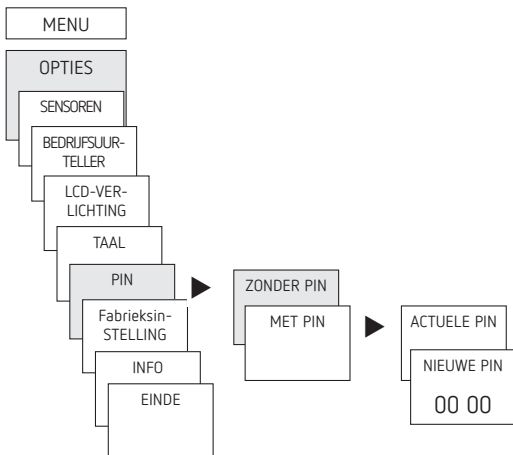 MENU
OPTIES
SENSOREN
BEDRIJFSUUR-
TELLER
LCD-VER-
LICHTING
TAAL
PIN
Fabrieksin-
STELLING
INFO
EINDE
ZONDER PIN
MET PIN
ACTUELE PIN
NIEUWE PIN
00 00